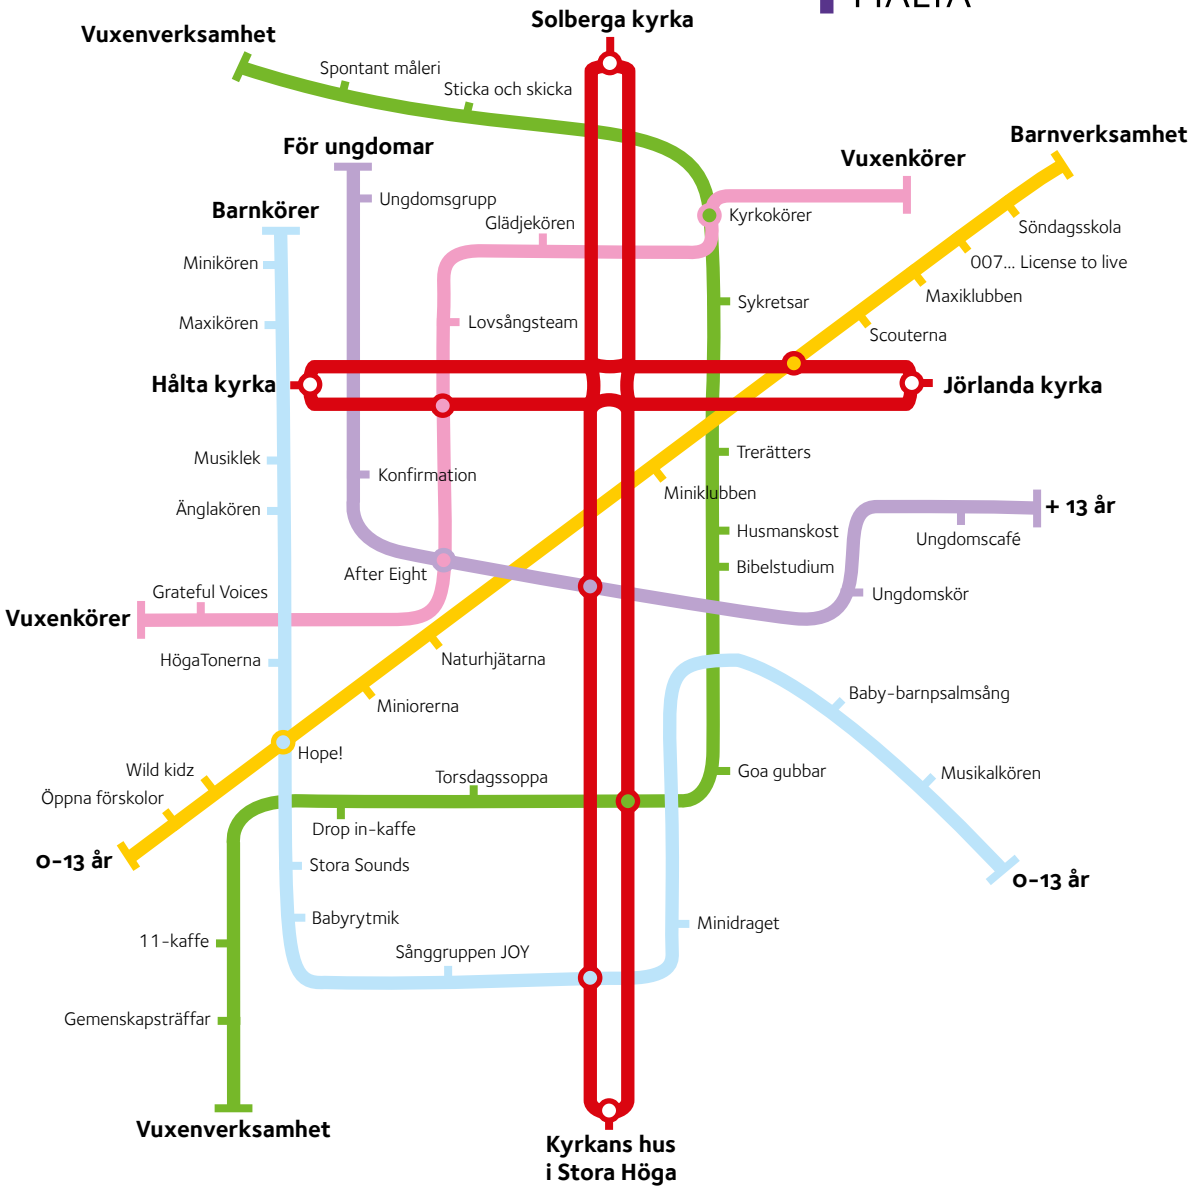 MÄLTA
Solberga kyrka
Vuxenverksamhet
Spontant måleri
Sticka och skicka
Barnverksamhet
För ungdomar
Vuxenkörer
Ungdomsgrupp
Barnkörer
Glädjekören
Kyrkokörer
Söndagsskola
Minikören
007... License to live
Maxiklubben
Sykretsar
Maxikören
Lovsångsteam
Scouterna
Hålta kyrka
Jörlanda kyrka
Musiklek
Trerätters
Konfirmation
Miniklubben
Änglakören
+ 13 år
Husmanskost
Ungdomscafé
Bibelstudium
After Eight
Grateful Voices
Ungdomskör
Vuxenkörer
HögaTonerna
Naturhjätarna
Baby-barnpsalmsång
Miniorerna
Hope!
Wild kidz
Goa gubbar
Torsdagssoppa
Musikalkören
Öppna förskolor
Drop in-kaffe
0-13 år
Stora Sounds
0-13 år
Babyrytmik
Minidraget
11-kaffe
Sånggruppen JOY
Gemenskapsträffar
Vuxenverksamhet
Kyrkans hus
i Stora Höga